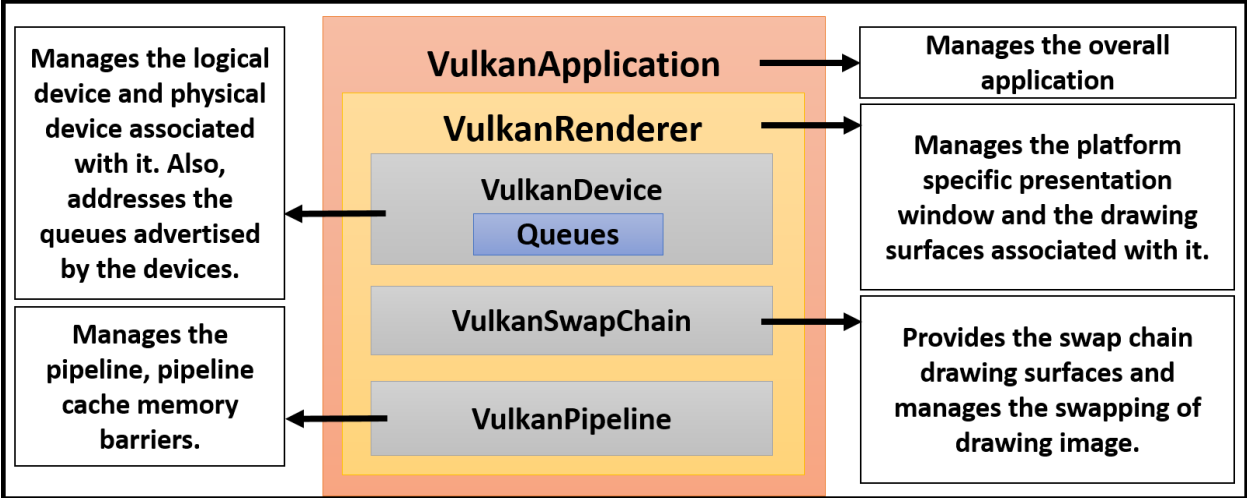 Manages the logical
device and physical
device associated
with it. Also,
addresses the
queues advertised
by the devices.
Manages the
pipeline, pipeline
cache memory
barriers.
VulkanApplication
VulkanRenderer
VulkanDevice
Queues
VulkanSwapChain
VulkanPipeline
Manages the overall
application
Manages the platform
specific presentation
window and the drawing
surfaces associated with it.
Provides the swap chain
drawing surfaces and
manages the swapping of
drawing image.